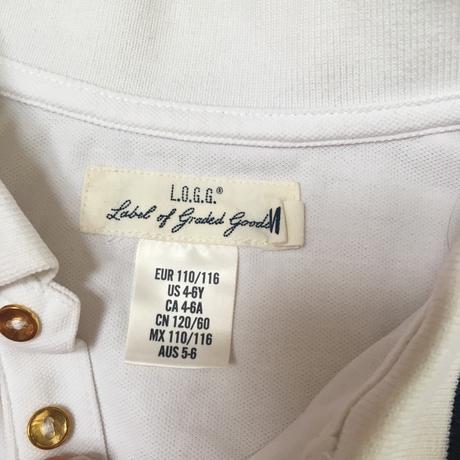 L.O.G.G.®
Label of Graded Goods
EUR 110/116
US 4-6Y
CA 4-6A
CN 120/60
MX 110/116
AUS 5-6